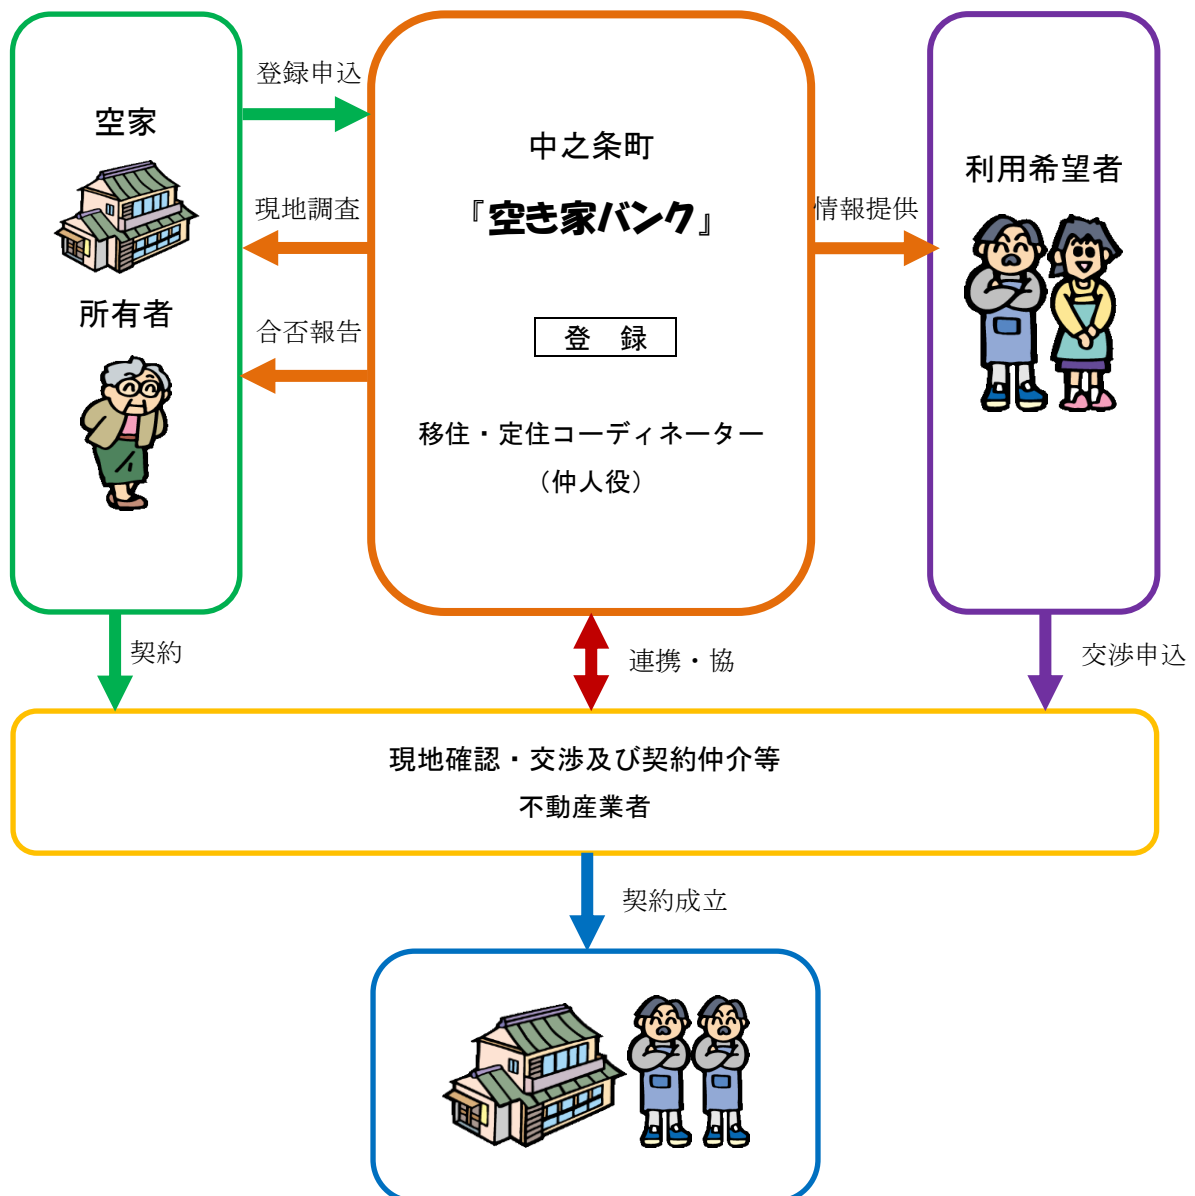 登録申込
空家
現地調査
所有者
合否報告
中之条町
『空き家バンク』
登　録
移住・定住コーディネーター
（仲人役）
情報提供
利用希望者
契約
連携・協
交渉申込
現地確認・交渉及び契約仲介等
不動産業者
契約成立